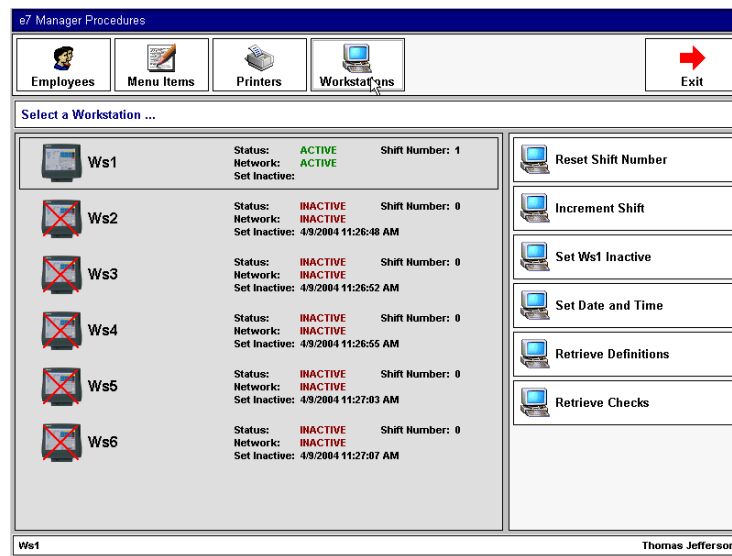 e7 Manager Procedures
Employees Menu Items Printers Workstations Exit
Select a Workstation ...
Ws1
Status: ACTIVE Shift Number: 1
Network: ACTIVE
Set Inactive:
Ws2
Status: INACTIVE Shift Number: 0
Network: INACTIVE
Set Inactive: 4/9/2004 11:26:48 AM
Ws3
Status: INACTIVE Shift Number: 0
Network: INACTIVE
Set Inactive: 4/9/2004 11:26:52 AM
Ws4
Status: INACTIVE Shift Number: 0
Network: INACTIVE
Set Inactive: 4/9/2004 11:26:55 AM
Ws5
Status: INACTIVE Shift Number: 0
Network: INACTIVE
Set Inactive: 4/9/2004 11:27:03 AM
Ws6
Status: INACTIVE Shift Number: 0
Network: INACTIVE
Set Inactive: 4/9/2004 11:27:07 AM
Reset Shift Number
Increment Shift
Set Ws1 Inactive
Set Date and Time
Retrieve Definitions
Retrieve Checks
Ws1 Thomas Jefferson